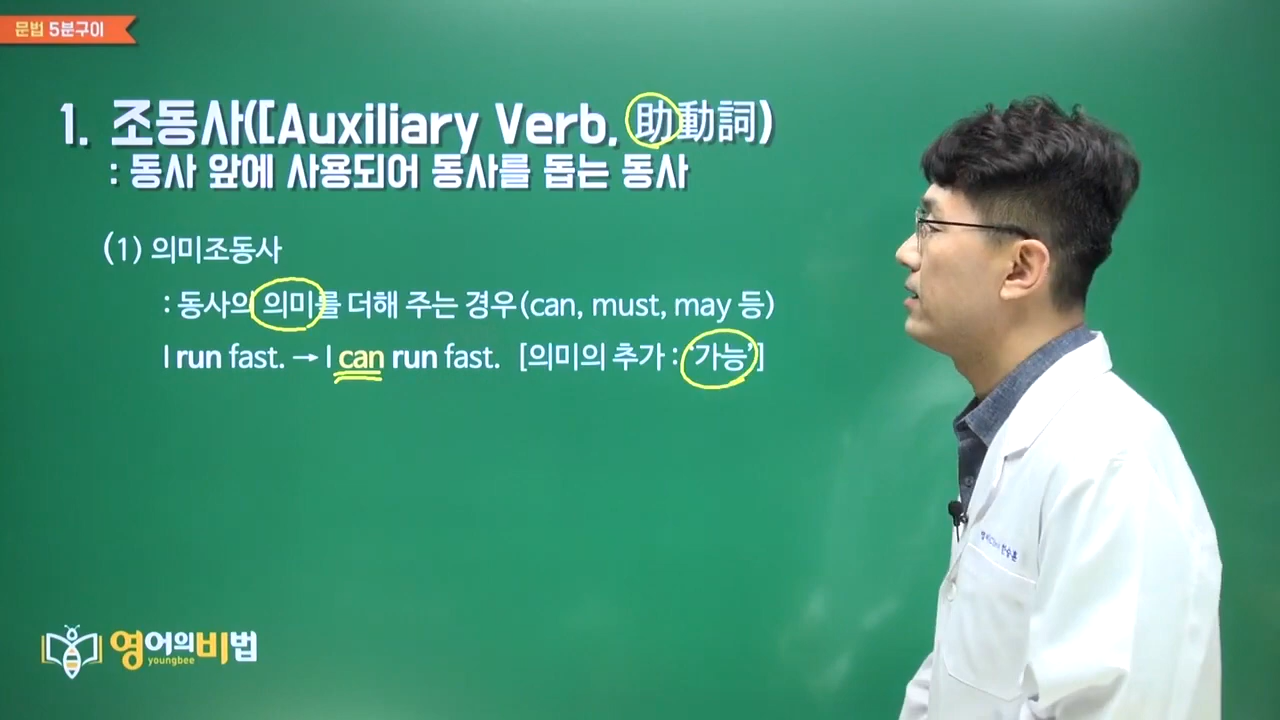 문법 5분구이
1. 조동사([Auxiliary Verb, 助動詞)
: 동사 앞에 사용되어 동사를 돕는 동사
(1) 의미조동사
: 동사의 의미를 더해 주는 경우(can, must, may 등)
I run fast. → I can run fast. [의미의 추가 : '가능']
영어의비법
youngbee